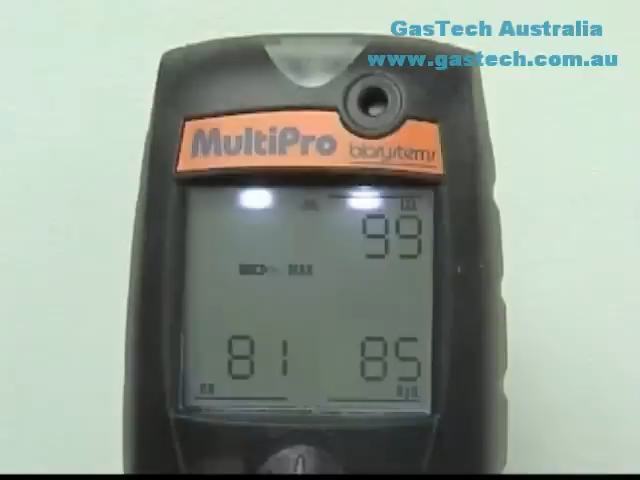 GasTech Australia
www.gastech.com.au
MultiPro biosystems
99
MAX
81 85